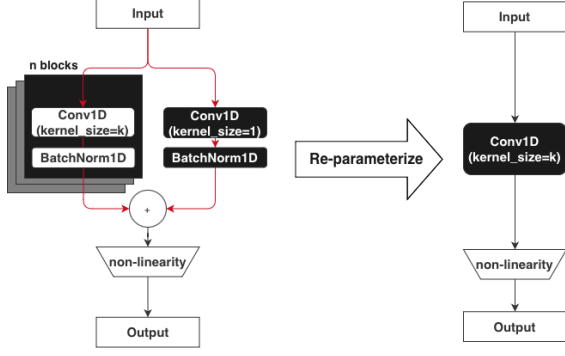 Input
n blocks
Conv1D
(kernel_size=k)
BatchNorm1D
Conv1D
(kernel_size=1)
BatchNorm1D
+
non-linearity
Output
Re-parameterize
Input
Conv1D
(kernel_size=k)
non-linearity
Output